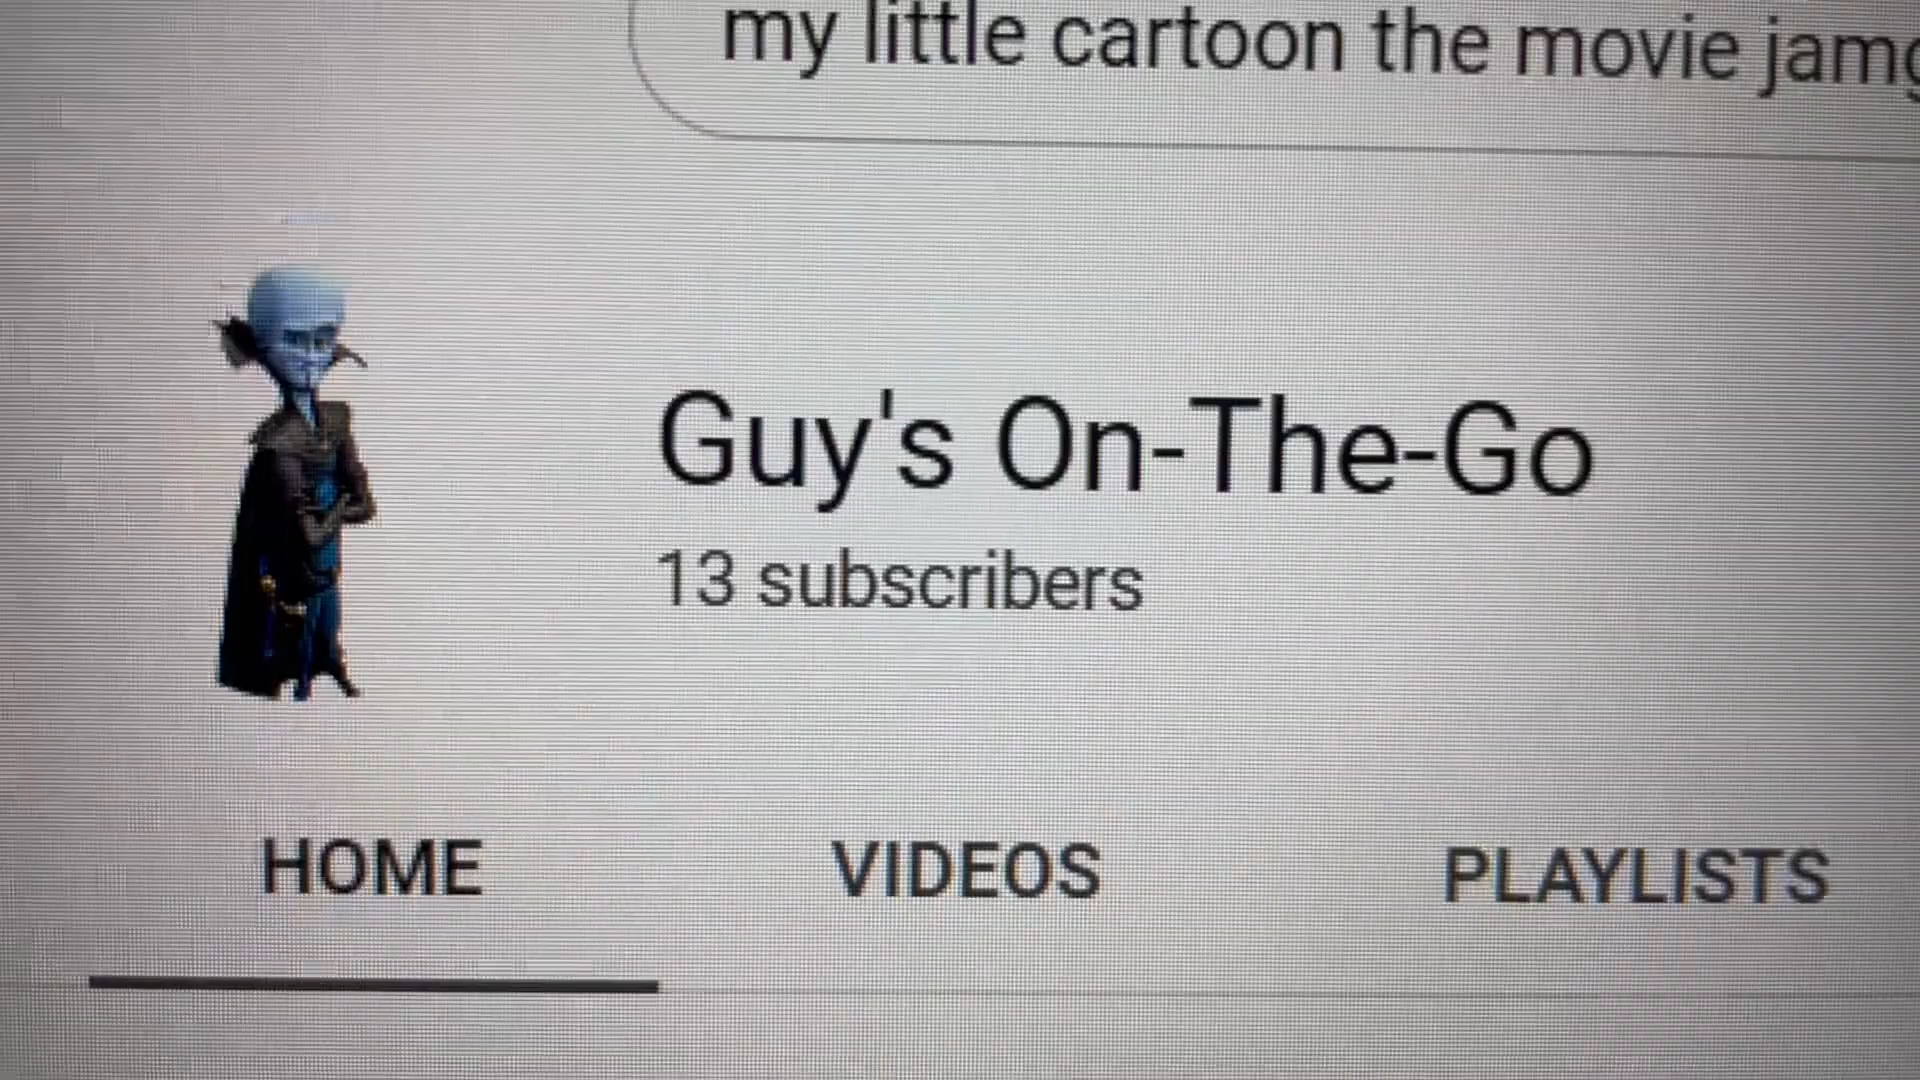 my little cartoon the movie
Guy's On-The-Go
13 subscribers
HOME VIDEOS PLAYLISTS